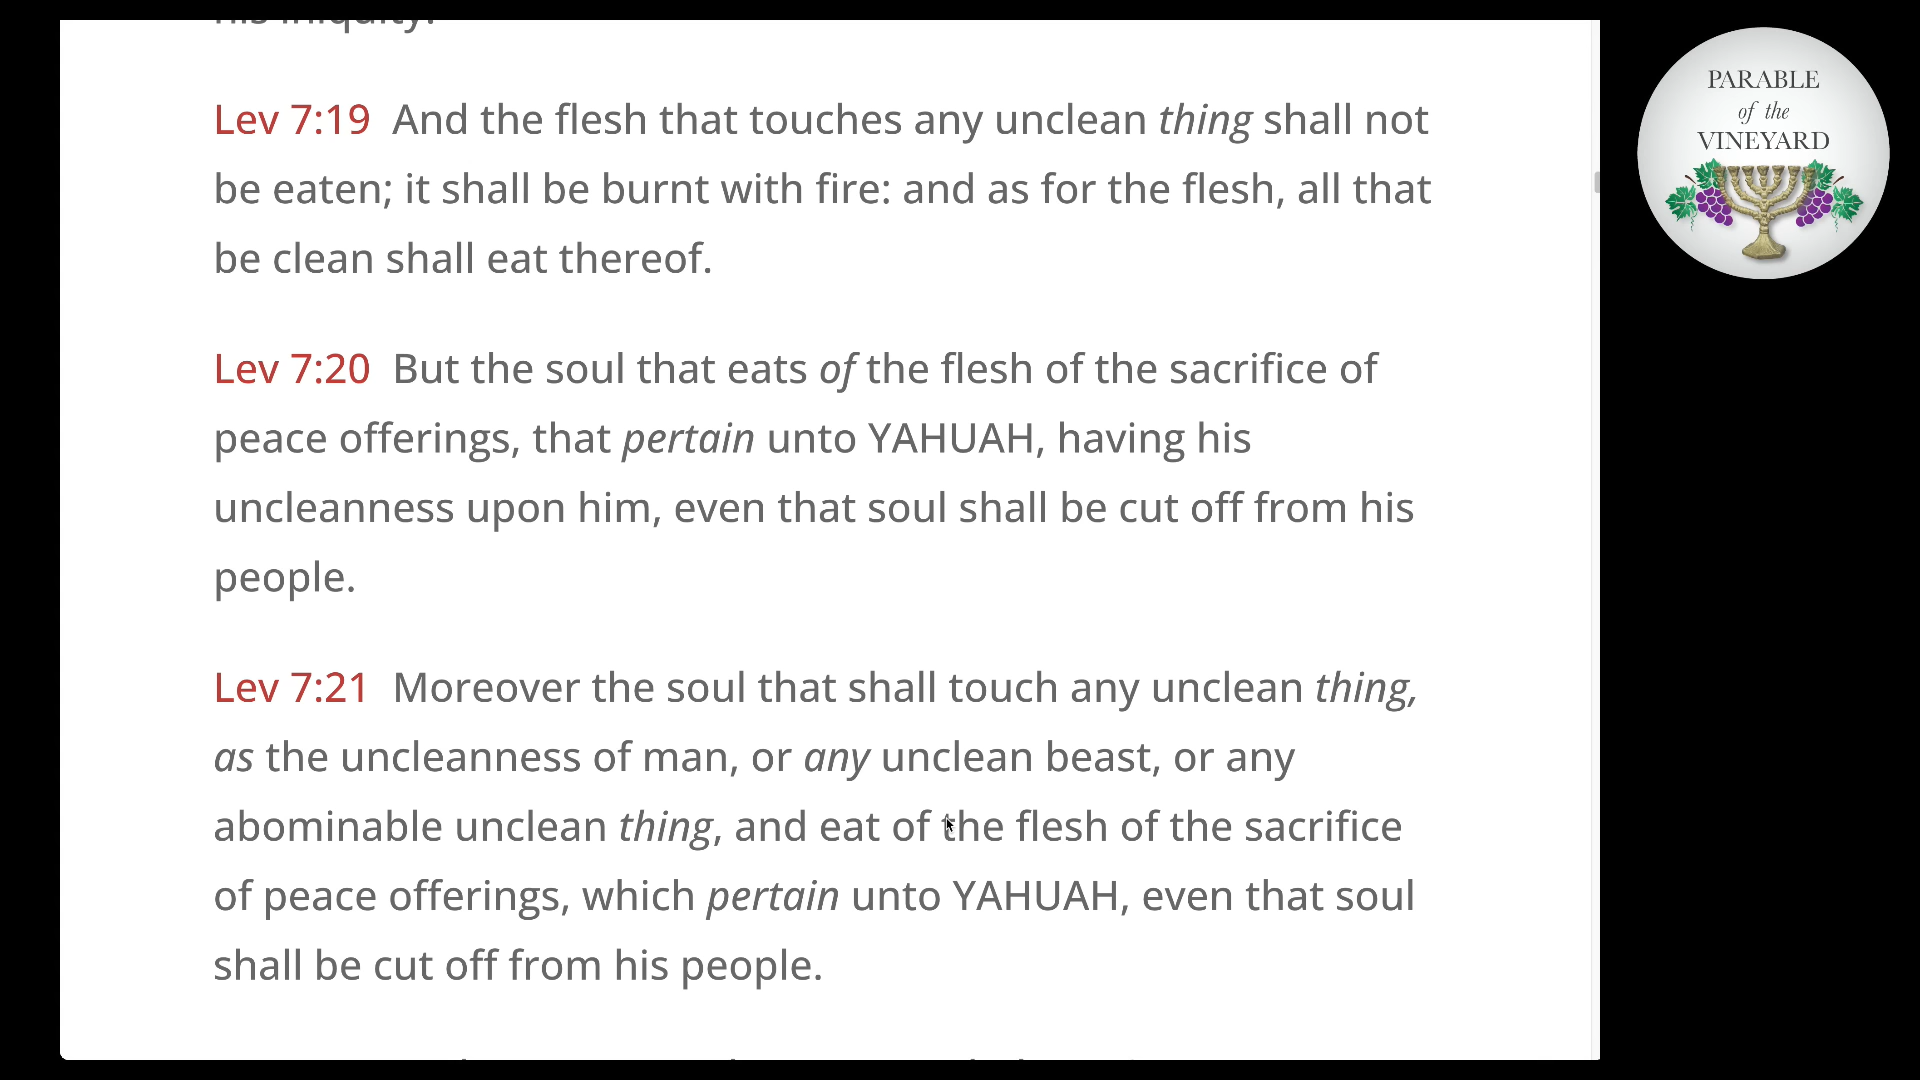 his iniquity.
Lev 7:19 And the flesh that touches any unclean thing shall not
be eaten; it shall be burnt with fire: and as for the flesh, all that
be clean shall eat thereof.
Lev 7:20 But the soul that eats of the flesh of the sacrifice of
peace offerings, that pertain unto YAHUAH, having his
uncleanness upon him, even that soul shall be cut off from his
people.
Lev 7:21 Moreover the soul that shall touch any unclean thing,
as the uncleanness of man, or any unclean beast, or any
abominable unclean thing, and eat of the flesh of the sacrifice
of peace offerings, which pertain unto YAHUAH, even that soul
shall be cut off from his people.
PARABLE
of the
VINEYARD